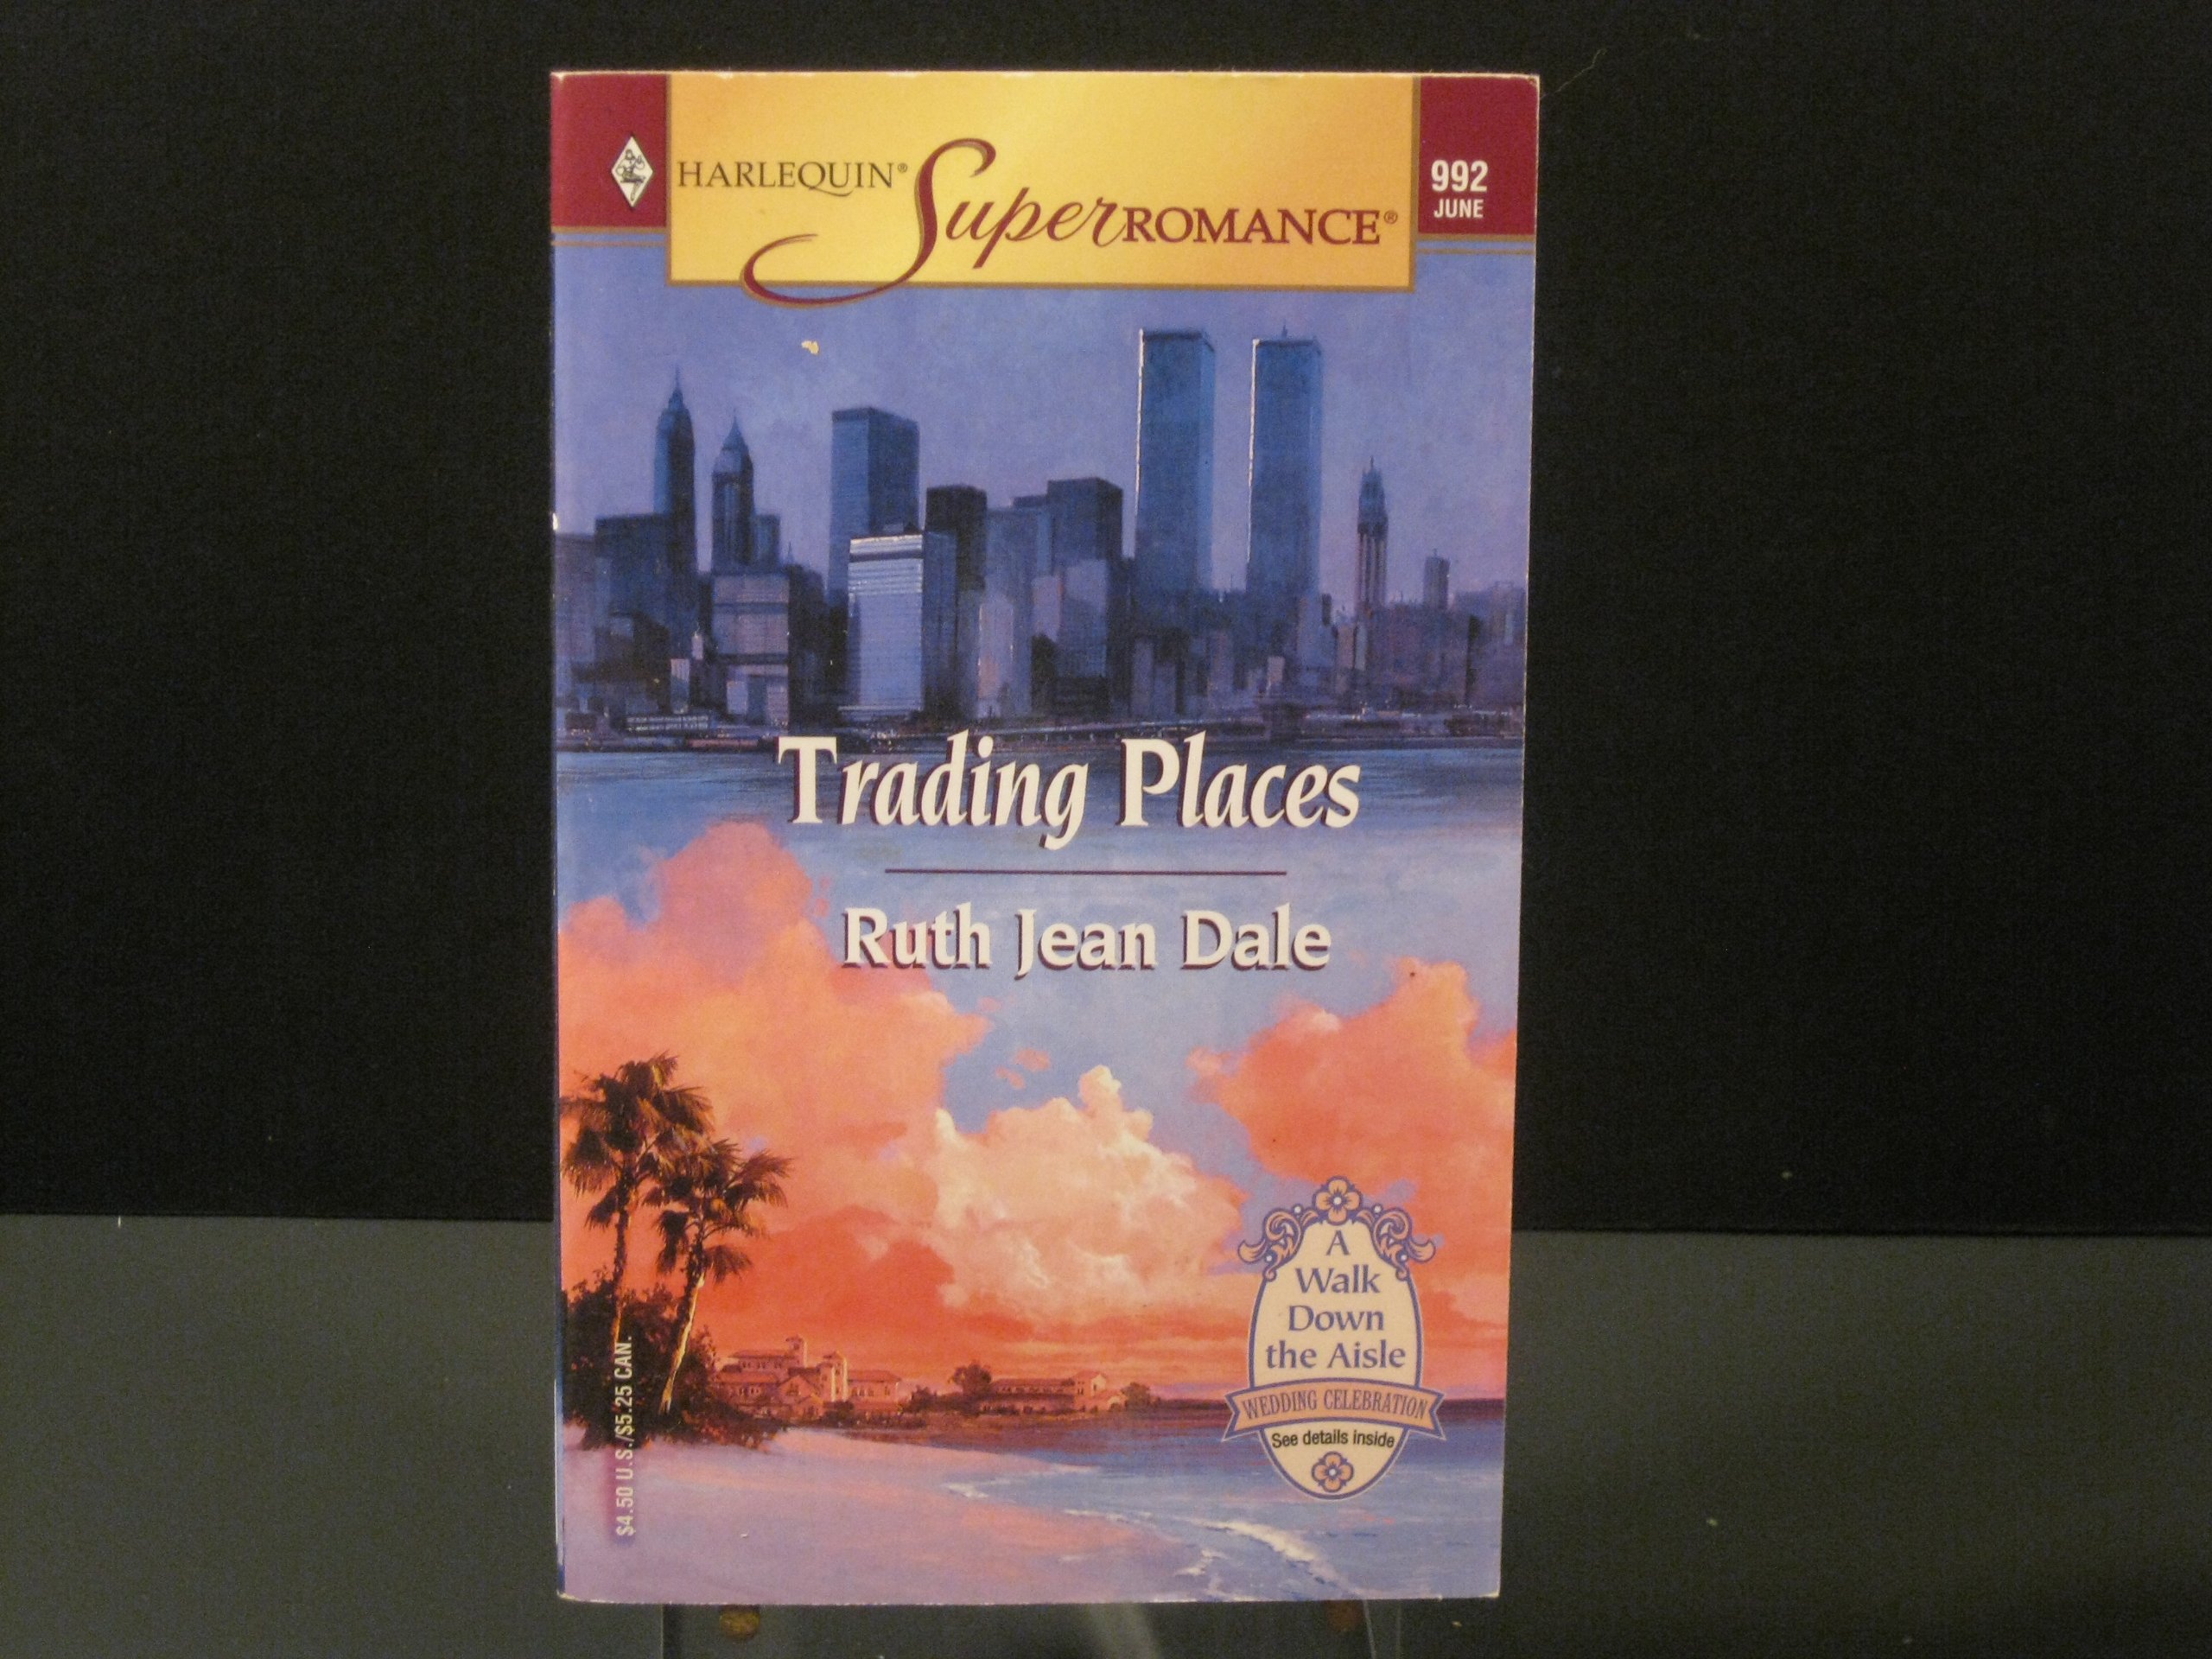 HARLEQUIN®
SuperROMANCE®
992
JUNE
Trading Places
Ruth Jean Dale
A
Walk
Down
the Aisle
WEDDING CELEBRATION
See details inside
$4.50 U.S./$5.25 CAN.